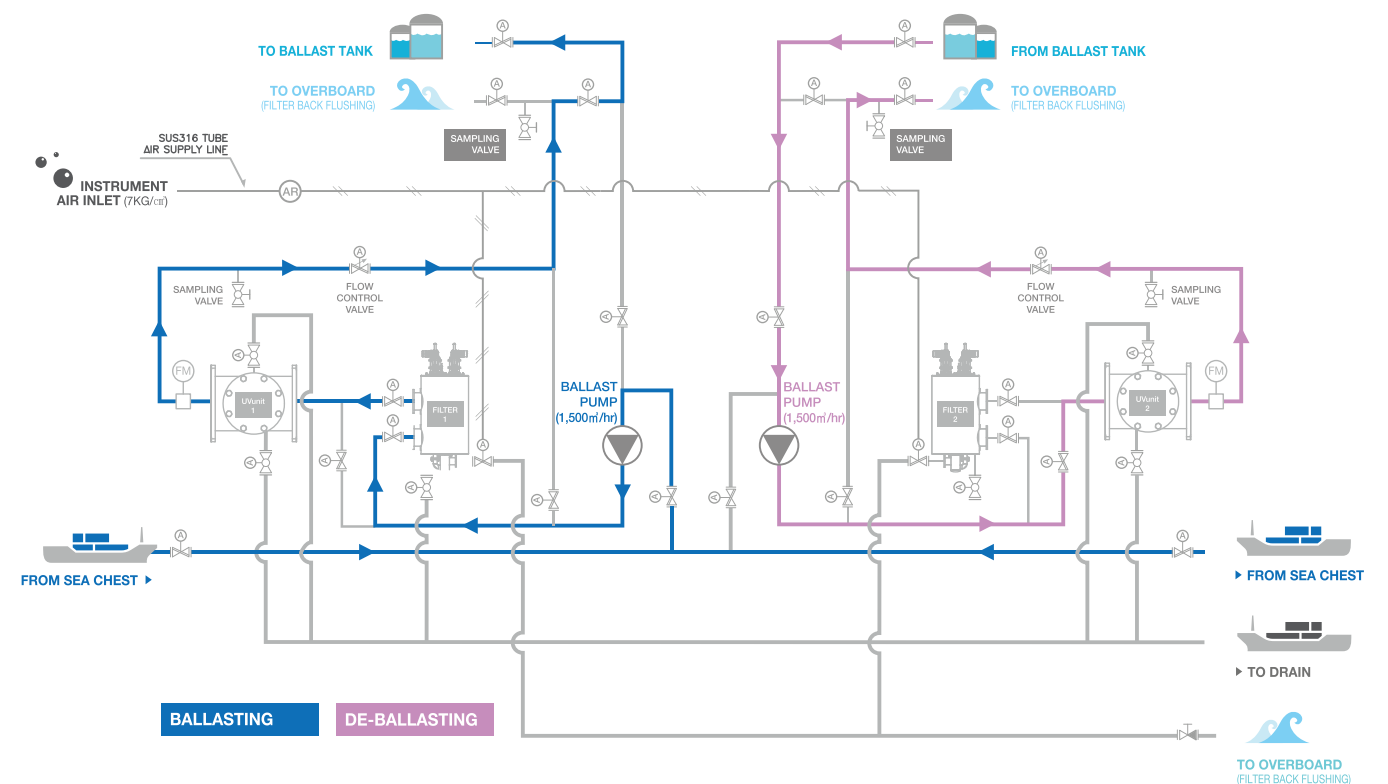 TO BALLAST TANK
FROM BALLAST TANK
TO OVERBOARD
(FILTER BACK FLUSHING)
TO OVERBOARD
(FILTER BACK FLUSHING)
A
A
A
A
A
A
SAMPLING
VALVE
SAMPLING
VALVE
SUS316 TUBE
AIR SUPPLY LINE
INSTRUMENT
AIR INLET (7KG/㎠)
AR
A
A
SAMPLING
VALVE
FLOW
CONTROL
VALVE
FLOW
CONTROL
VALVE
SAMPLING
VALVE
A
A
A
A
FM
FM
UVunit
1
FILTER
1
A
A
BALLAST
PUMP
(1,500㎥/hr)
BALLAST
PUMP
(1,500㎥/hr)
FILTER
2
A
A
UVunit
2
A
A
A
A
A
A
A
A
A
A
A
A
A
A
FROM SEA CHEST
FROM SEA CHEST
TO DRAIN
BALLASTING
DE-BALLASTING
TO OVERBOARD
(FILTER BACK FLUSHING)